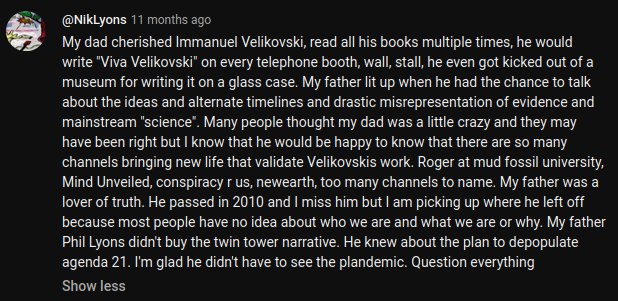 @NikLyons 11 months ago
My dad cherished Immanuel Velikovski, read all his books multiple times, he would
write "Viva Velikovski" on every telephone booth, wall, stall, he even got kicked out of a
museum for writing it on a glass case. My father lit up when he had the chance to talk
about the ideas and alternate timelines and drastic misrepresentation of evidence and
mainstream "science". Many people thought my dad was a little crazy and they may
have been right but I know that he would be happy to know that there are so many
channels bringing new life that validate Velikovskis work. Roger at mud fossil university,
Mind Unveiled, conspiracy r us, newearth, too many channels to name. My father was a
lover of truth. He passed in 2010 and I miss him but I am picking up where he left off
because most people have no idea about who we are and what we are or why. My father
Phil Lyons didn't buy the twin tower narrative. He knew about the plan to depopulate
agenda 21. I'm glad he didn't have to see the plandemic. Question everything
Show less